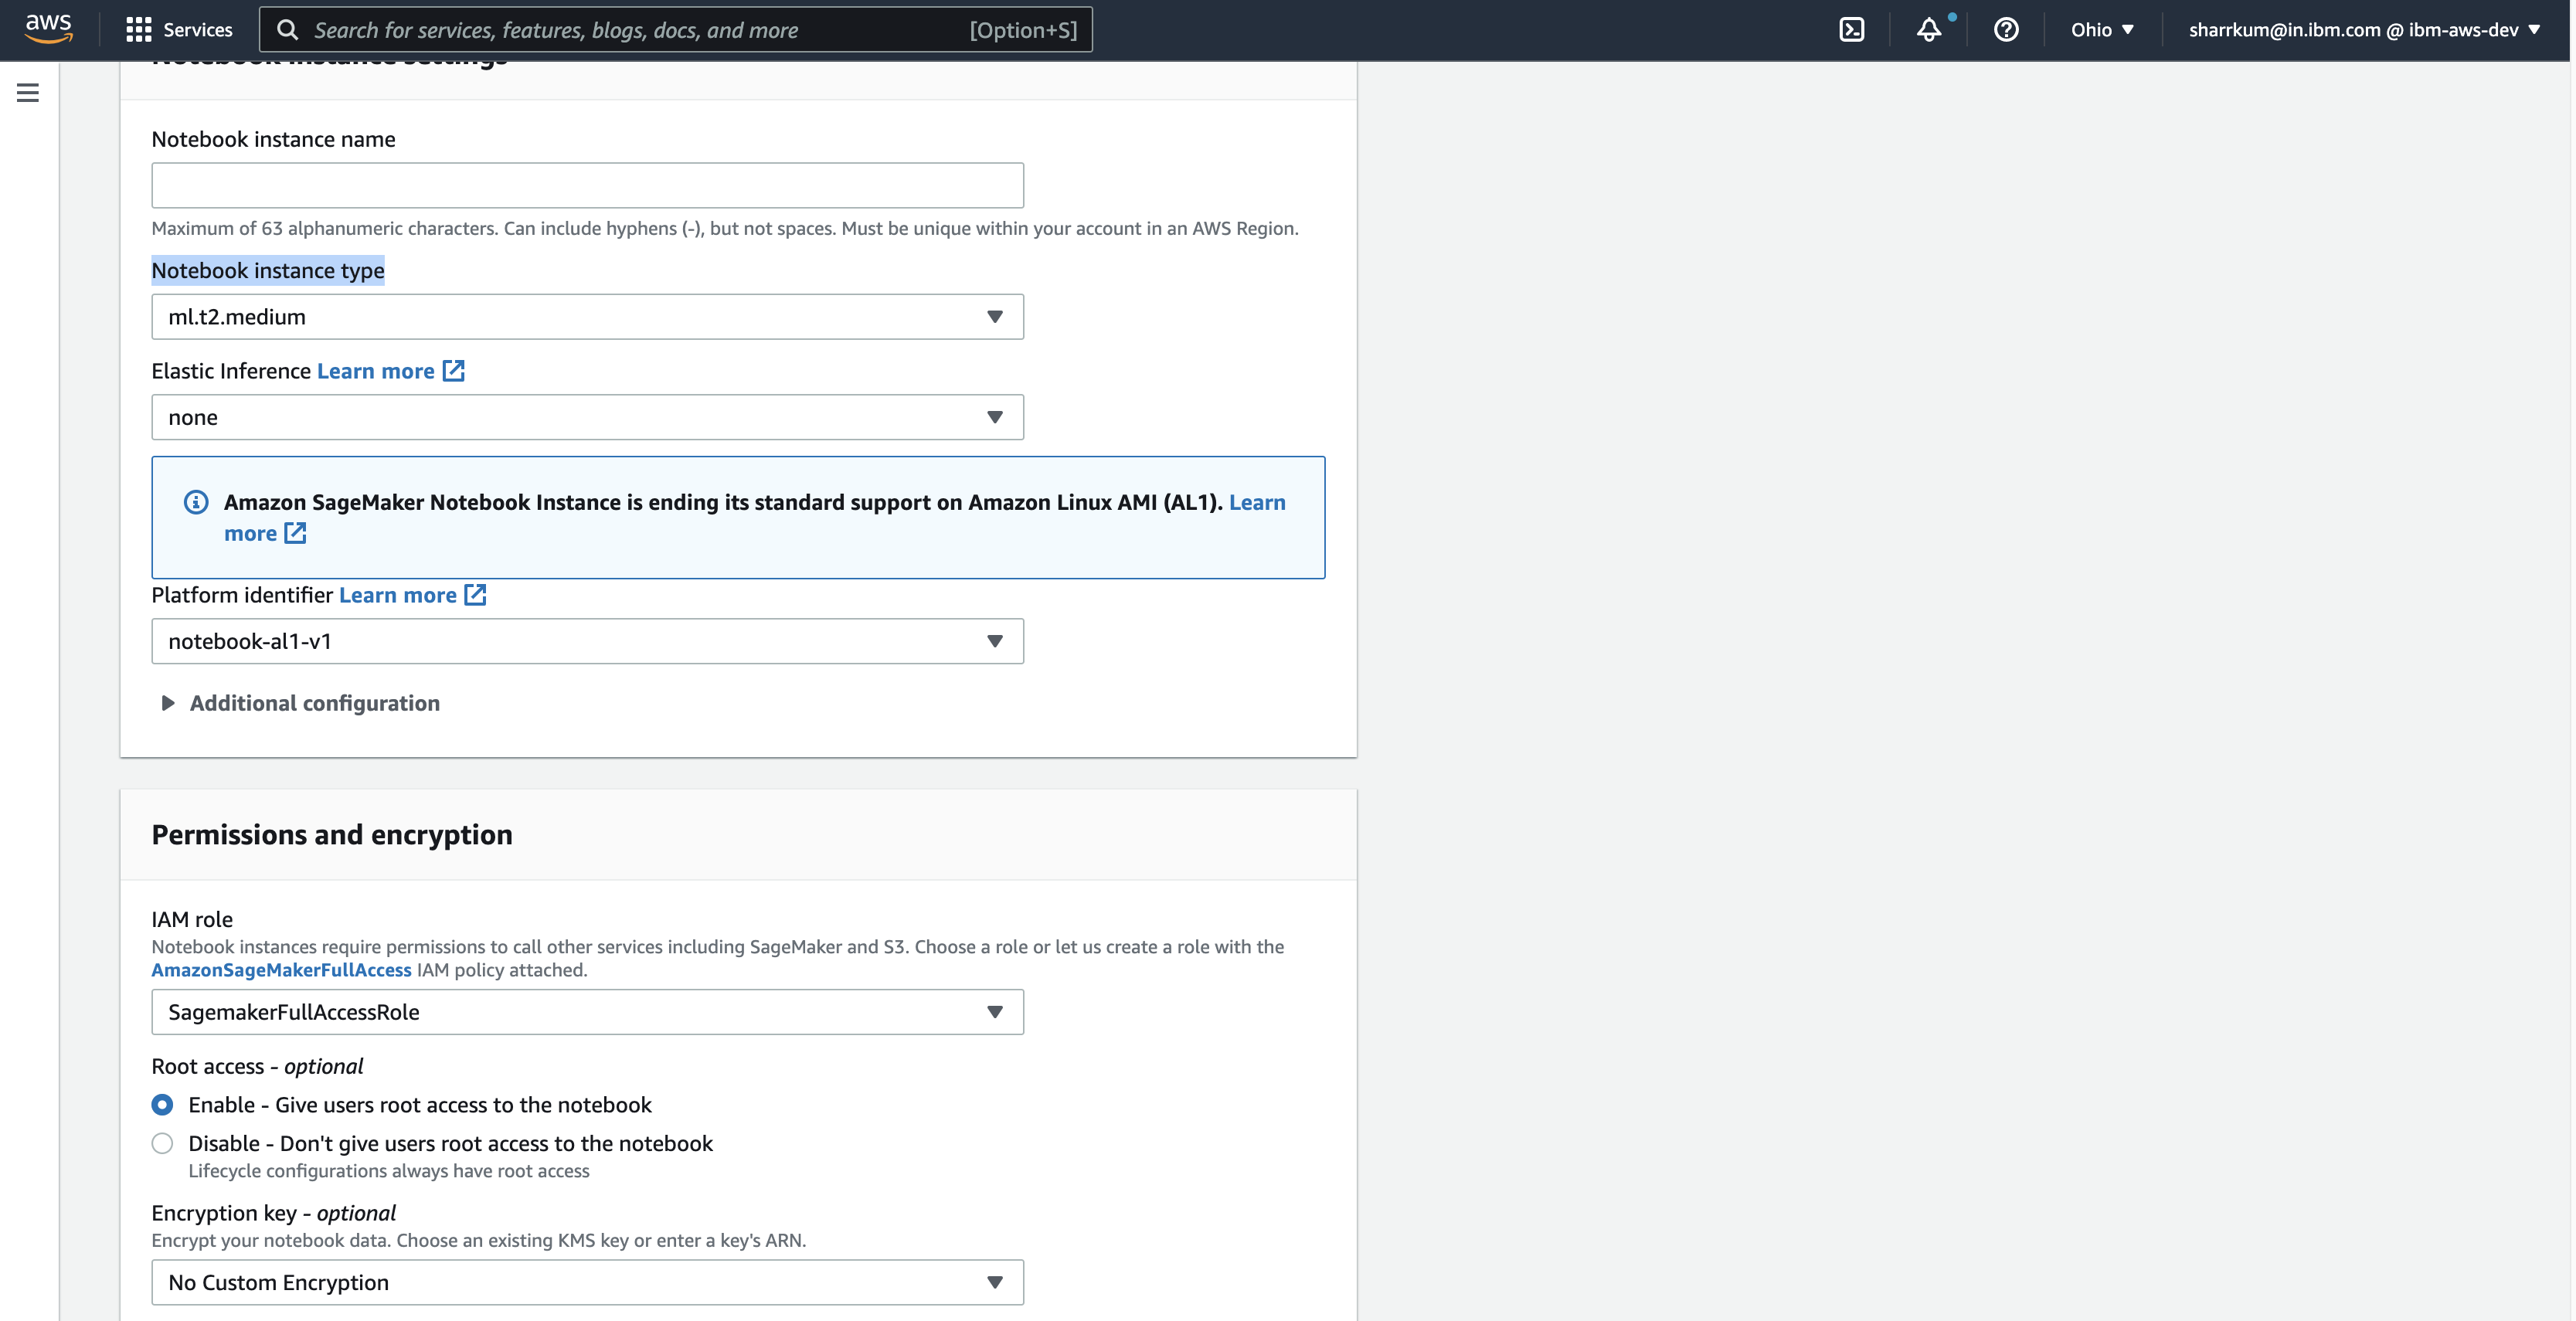 aws
Services
Search for services, features, blogs, docs, and more
[Option+S]
Ohio
sharrkum@in.ibm.com @ ibm-aws-dev
Notebook instance settings
Notebook instance name
Maximum of 63 alphanumeric characters. Can include hyphens (-), but not spaces. Must be unique within your account in an AWS Region.
Notebook instance type
ml.t2.medium
Elastic Inference Learn more
none
Amazon SageMaker Notebook Instance is ending its standard support on Amazon Linux AMI (AL1). Learn
more
Platform identifier Learn more
notebook-al1-v1
Additional configuration
Permissions and encryption
IAM role
Notebook instances require permissions to call other services including SageMaker and S3. Choose a role or let us create a role with the
AmazonSageMakerFullAccess IAM policy attached.
SagemakerFullAccessRole
Root access - optional
Enable - Give users root access to the notebook
Disable - Don't give users root access to the notebook
Lifecycle configurations always have root access
Encryption key - optional
Encrypt your notebook data. Choose an existing KMS key or enter a key's ARN.
No Custom Encryption